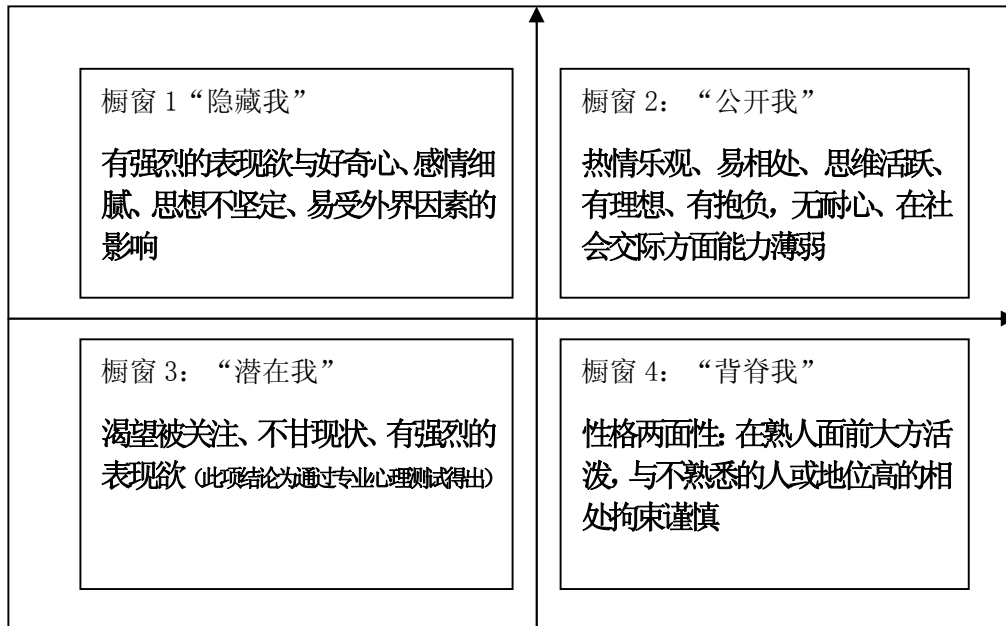 橱窗 1“隐藏我”
有强烈的表现欲与好奇心、感情细
腻、思想不坚定、易受外界因素的
影响
橱窗 2：“公开我”
热情乐观、易相处、思维活跃、
有理想、有抱负，无耐心、在社
会交际方面能力薄弱
橱窗 3：“潜在我”
渴望被关注、不甘现状、有强烈的
表现欲（此项结论为通过专业心理测试得出）
橱窗 4：“背脊我”
性格两面性：在熟人面前大方活
泼，与不熟悉的人或地位高的相
处拘束谨慎